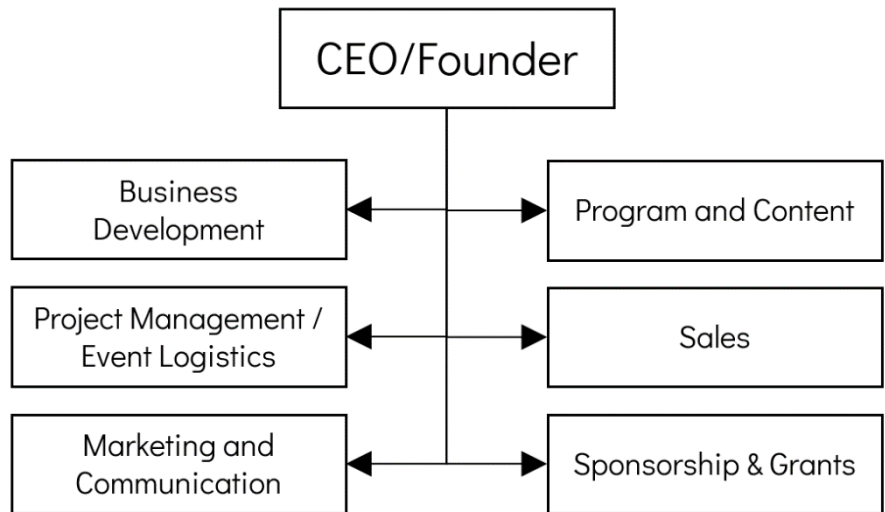 CEO/Founder
Business
Development
Program and Content
Project Management /
Event Logistics
Sales
Marketing and
Communication
Sponsorship & Grants